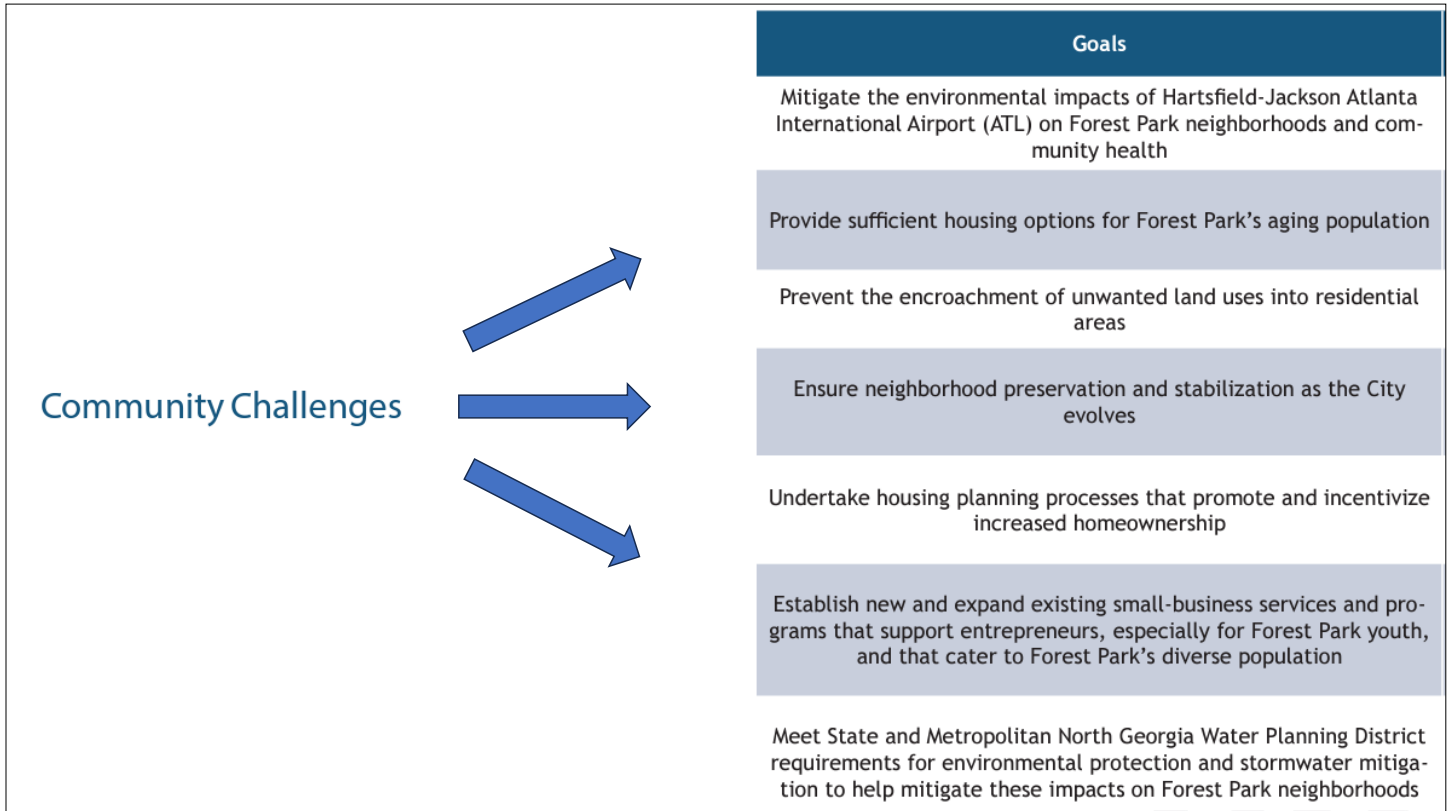 Community Challenges
Goals
Mitigate the environmental impacts of Hartsfield-Jackson Atlanta
International Airport (ATL) on Forest Park neighborhoods and com-
munity health
Provide sufficient housing options for Forest Park’s aging population
Prevent the encroachment of unwanted land uses into residential
areas
Ensure neighborhood preservation and stabilization as the City
evolves
Undertake housing planning processes that promote and incentivize
increased homeownership
Establish new and expand existing small-business services and pro-
grams that support entrepreneurs, especially for Forest Park youth,
and that cater to Forest Park’s diverse population
Meet State and Metropolitan North Georgia Water Planning District
requirements for environmental protection and stormwater mitiga-
tion to help mitigate these impacts on Forest Park neighborhoods